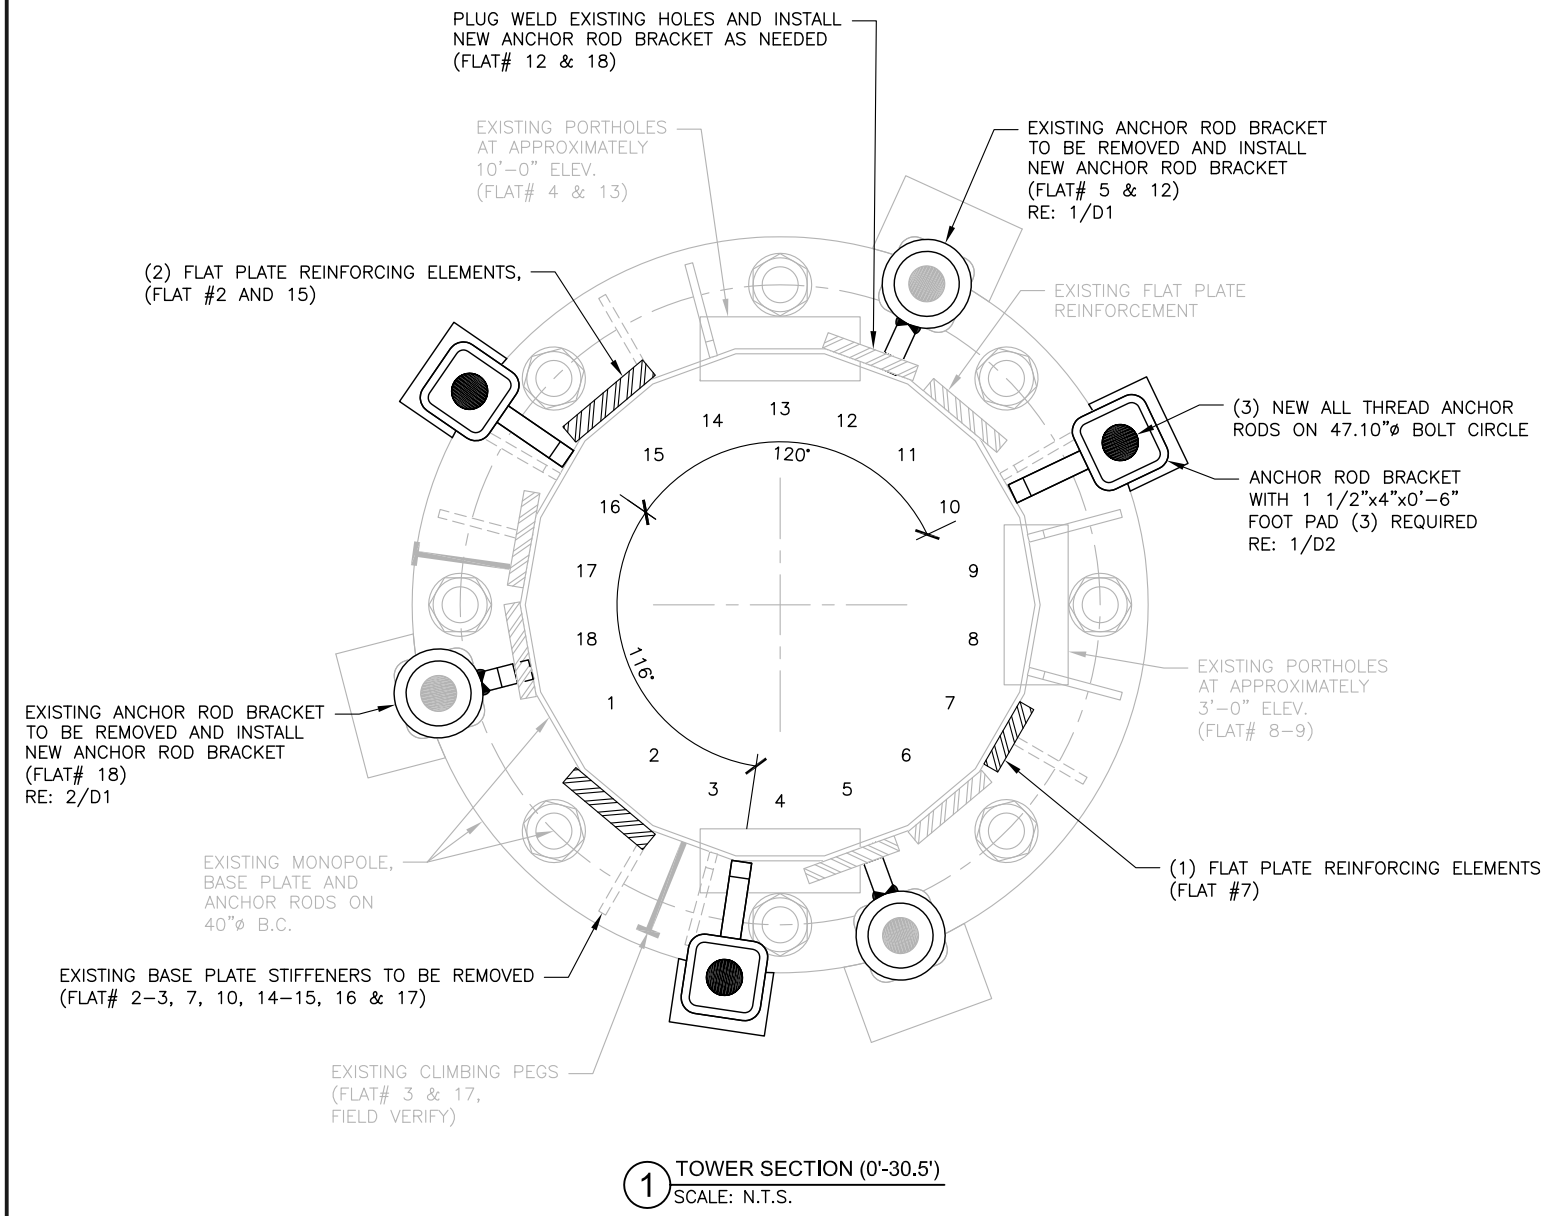 PLUG WELD EXISTING HOLES AND INSTALL
NEW ANCHOR ROD BRACKET AS NEEDED
(FLAT# 12 & 18)
EXISTING PORTHOLES
AT APPROXIMATELY
10'-0" ELEV.
(FLAT# 4 & 13)
EXISTING ANCHOR ROD BRACKET
TO BE REMOVED AND INSTALL
NEW ANCHOR ROD BRACKET
(FLAT# 5 & 12)
RE: 1/D1
(2) FLAT PLATE REINFORCING ELEMENTS,
(FLAT #2 AND 15)
EXISTING FLAT PLATE
REINFORCEMENT
(3) NEW ALL THREAD ANCHOR
RODS ON 47.10"ø BOLT CIRCLE
ANCHOR ROD BRACKET
WITH 1 1/2"x4"x0'-6"
FOOT PAD (3) REQUIRED
RE: 1/D2
13
14
12
15
120°
11
16
10
17
9
18
8
116°
1
7
2
6
3
4
5
EXISTING PORTHOLES
AT APPROXIMATELY
3'-0" ELEV.
(FLAT# 8-9)
EXISTING ANCHOR ROD BRACKET
TO BE REMOVED AND INSTALL
NEW ANCHOR ROD BRACKET
(FLAT# 18)
RE: 2/D1
EXISTING MONOPOLE,
BASE PLATE AND
ANCHOR RODS ON
40"ø B.C.
(1) FLAT PLATE REINFORCING ELEMENTS
(FLAT #7)
EXISTING BASE PLATE STIFFENERS TO BE REMOVED
(FLAT# 2-3, 7, 10, 14-15, 16 & 17)
EXISTING CLIMBING PEGS
(FLAT# 3 & 17,
FIELD VERIFY)
1
TOWER SECTION (0'-30.5')
SCALE: N.T.S.